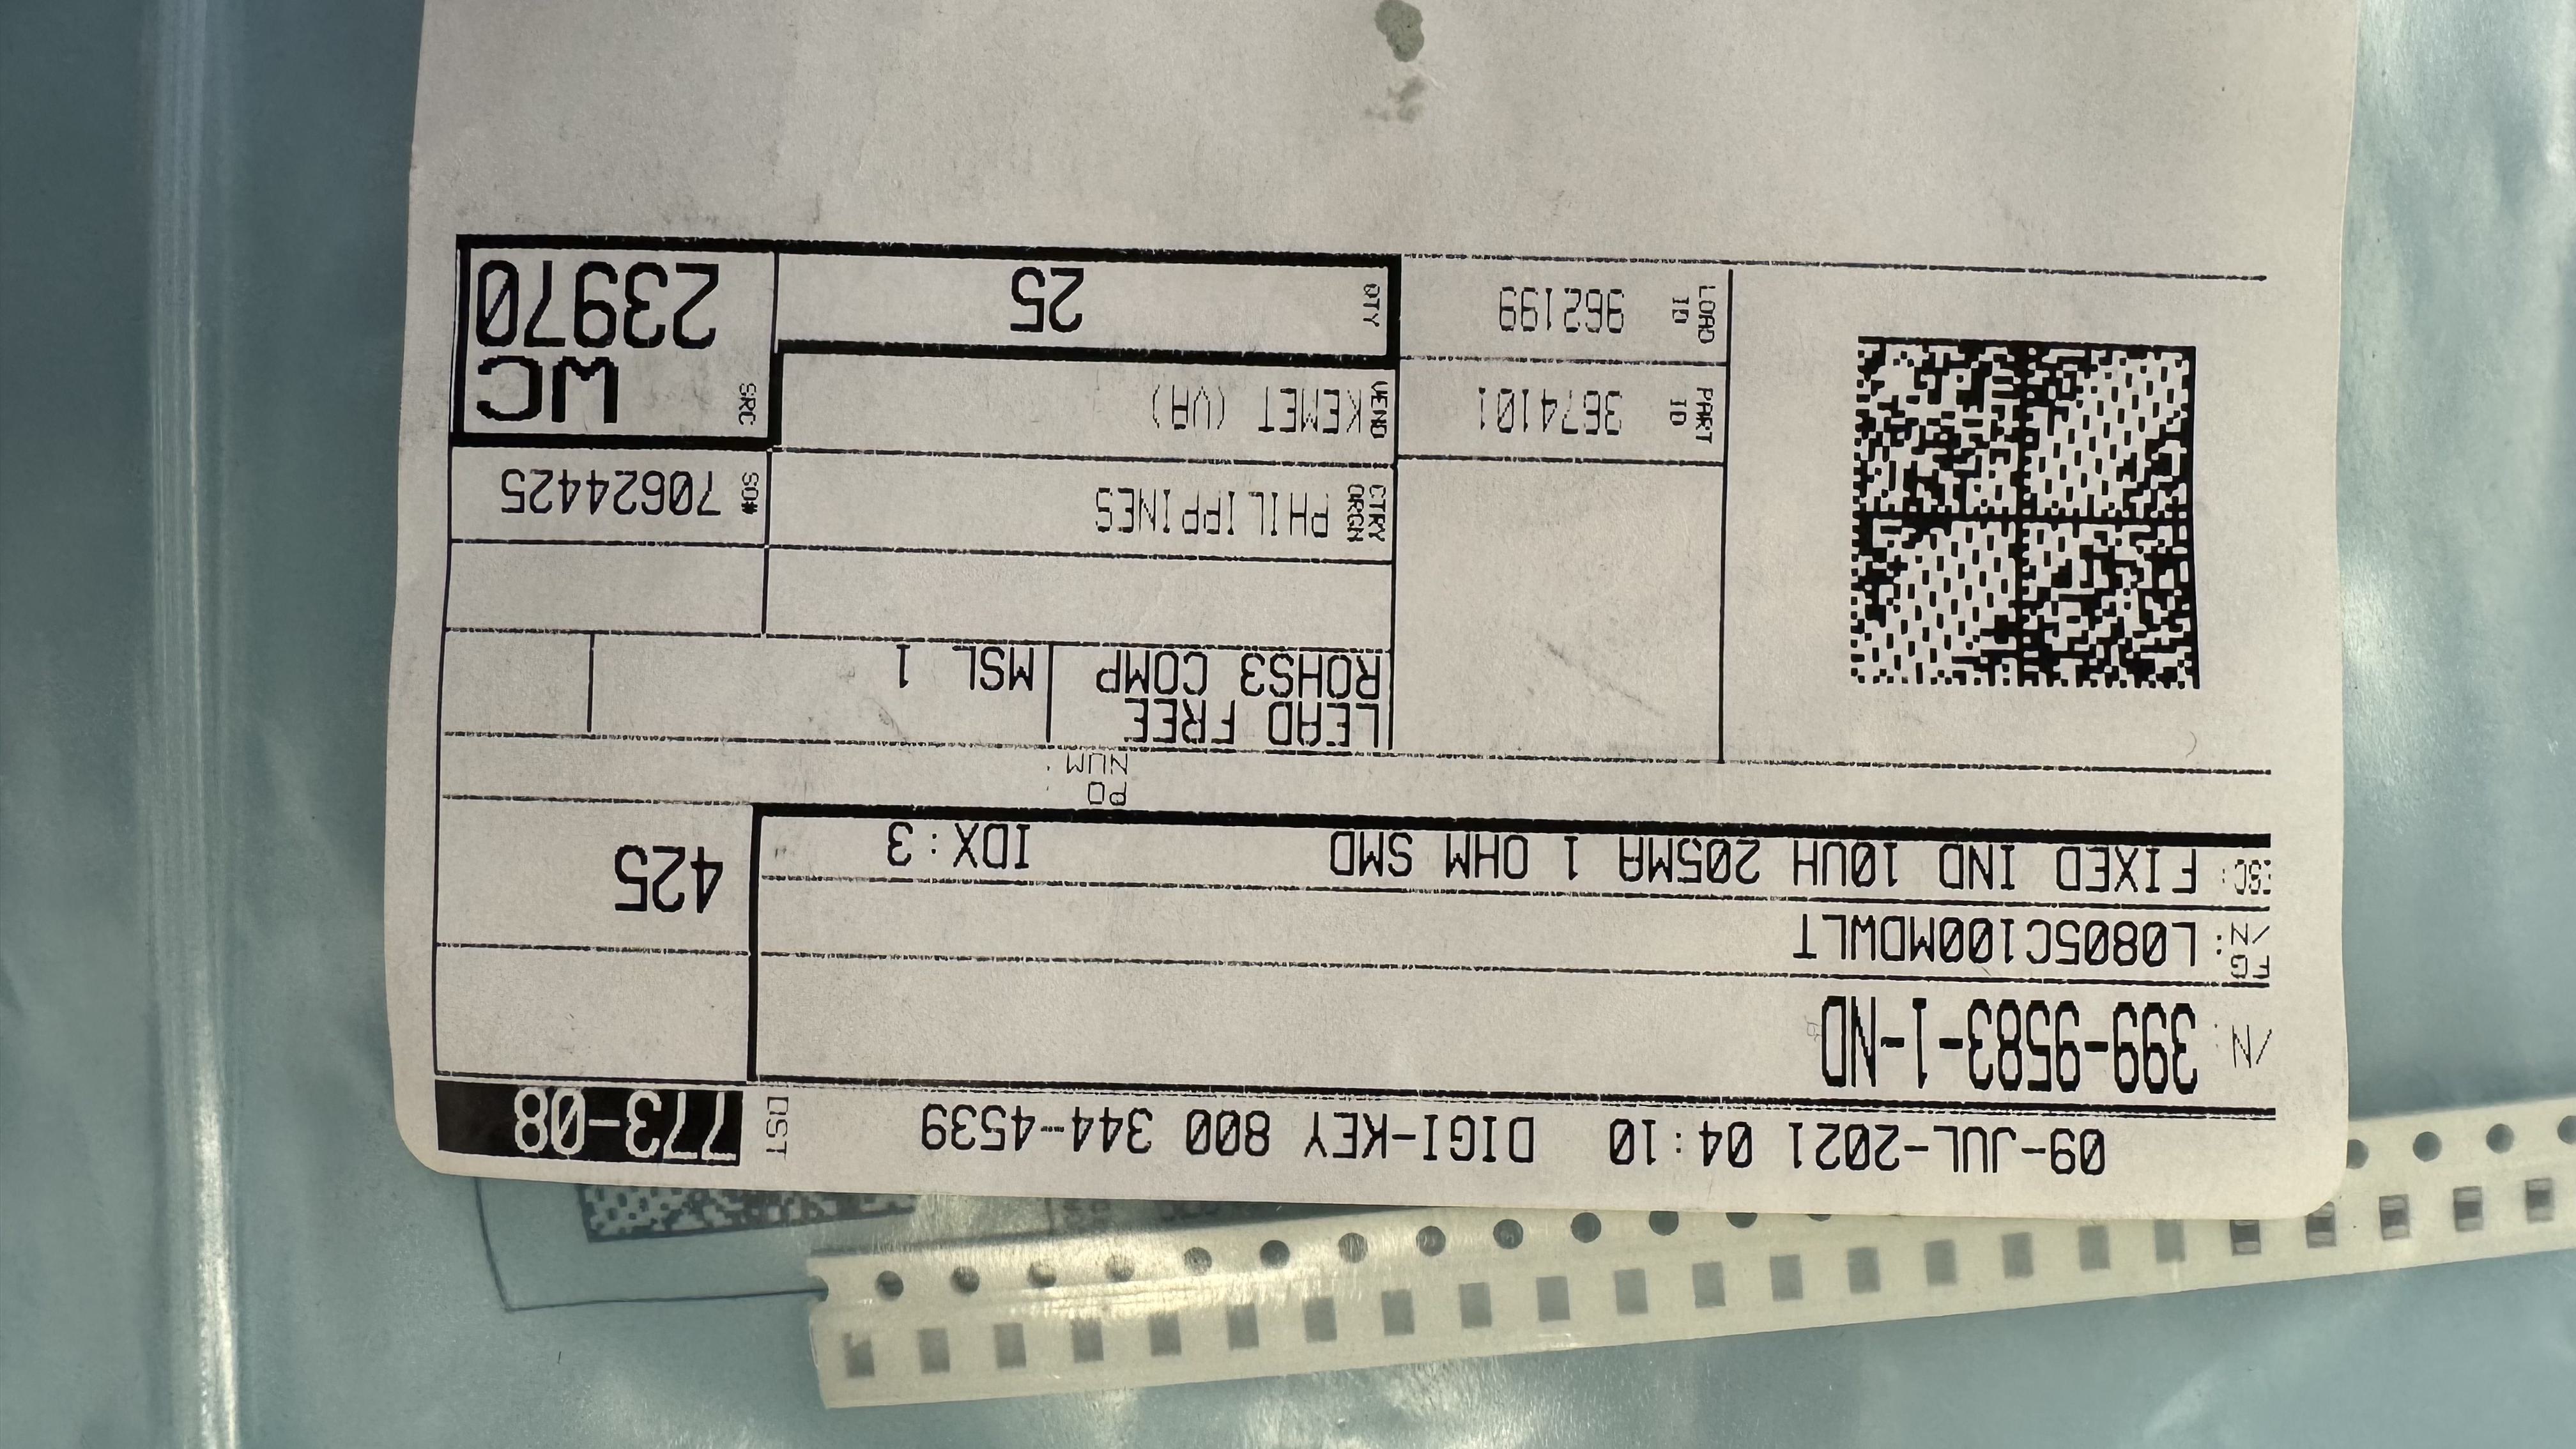 09-JUL-2021 04:10 DIGI-KEY 800 344-4539
DST 773-08
/N: 399-9583-1-ND
FG
/N: L0805C100MDWLT
ESC: FIXED IND 10UH 205MA 1 OHM SMD IDX:3
425
PO
NUM:
LEAD FREE
ROHS3 COMP MSL 1
CTRY
ORGN PHILIPPINES
SO# 70624425
PART
ID 3674101
VEND KEMET (VA)
SRC WC
23970
LOAD
ID 962199
QTY 25